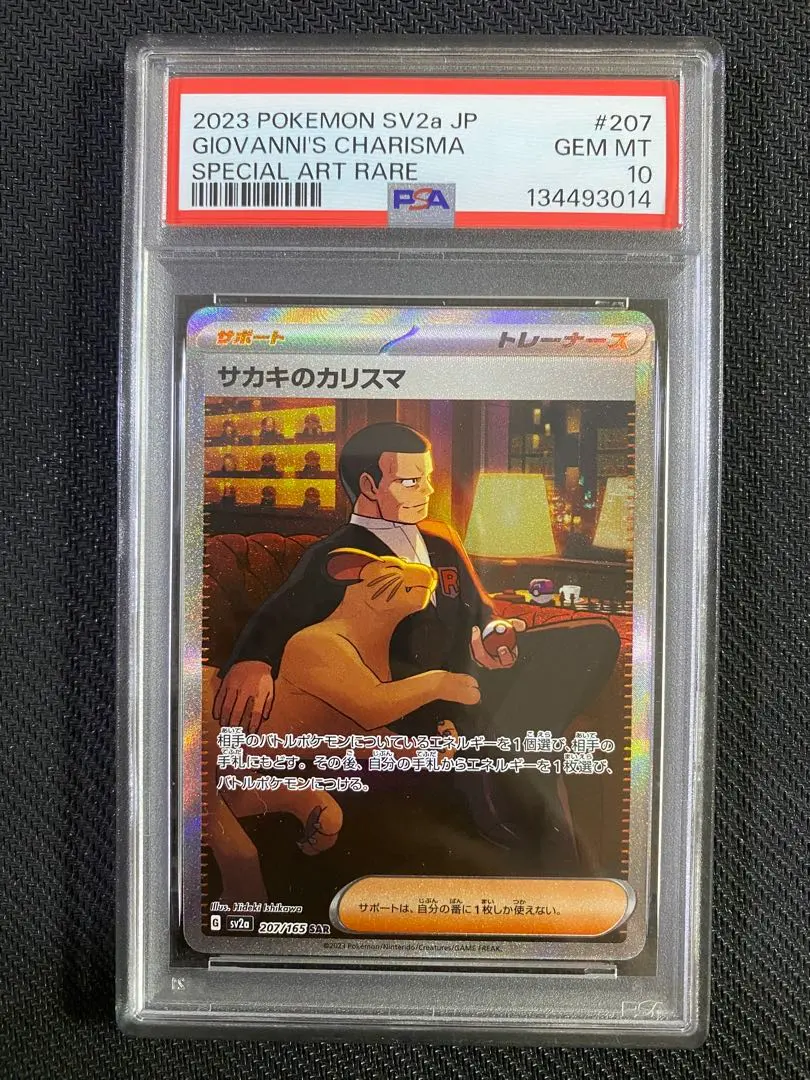 2023 POKEMON SV2a JP #207
GIOVANNI'S CHARISMA GEM MT
SPECIAL ART RARE 10
PSA 134493014
サポート トレーナーズ
サカキのカリスマ
R
相手のバトルポケモンについているエネルギーを1個選び、相手の
手札にもどす。その後、自分の手札からエネルギーを1枚選び、
バトルポケモンにつける。
Illus. Hideki Ishikawa
サポートは、自分の番に1枚しか使えない。
G sv2a 207/165 SAR
©2023 Pokémon/Nintendo/Creatures/GAME FREAK.